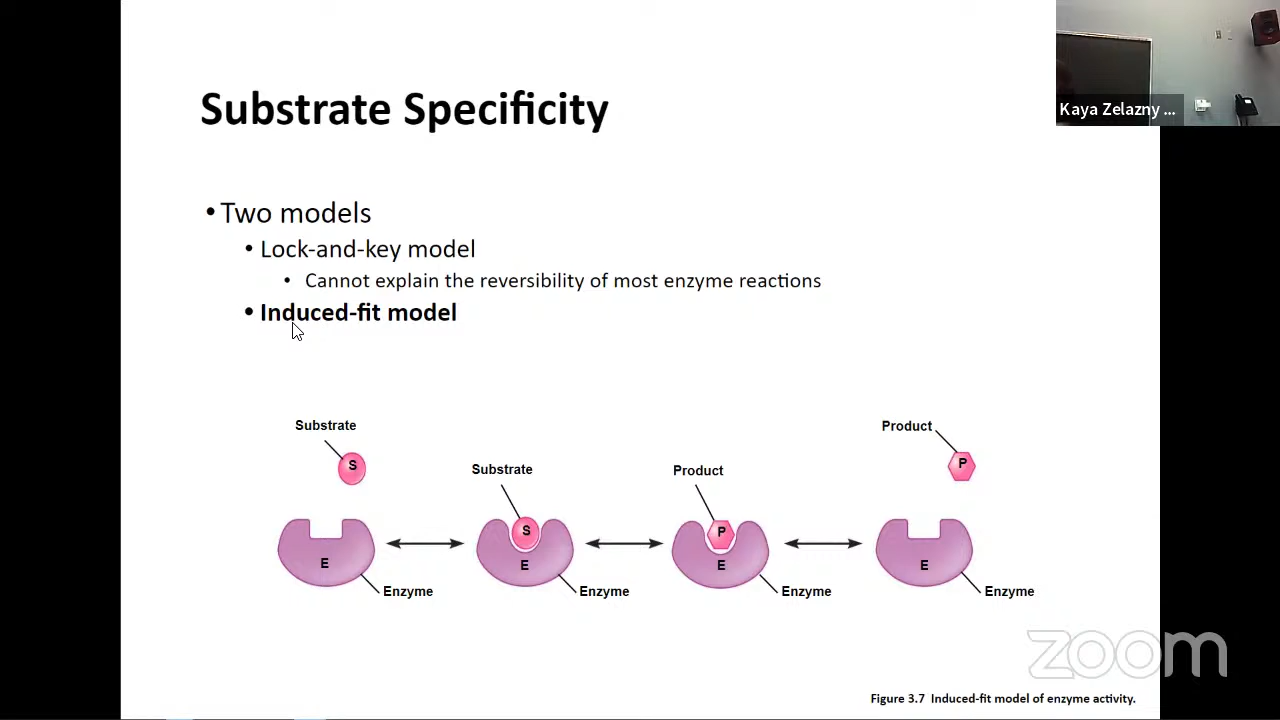 Kaya Zelazny ...
Substrate Specificity
• Two models
• Lock-and-key model
• Cannot explain the reversibility of most enzyme reactions
• Induced-fit model
Substrate
S
E
Enzyme
Substrate
S
E
Enzyme
Product
P
E
Enzyme
Product
P
E
Enzyme
zoom
Figure 3.7 Induced-fit model of enzyme activity.